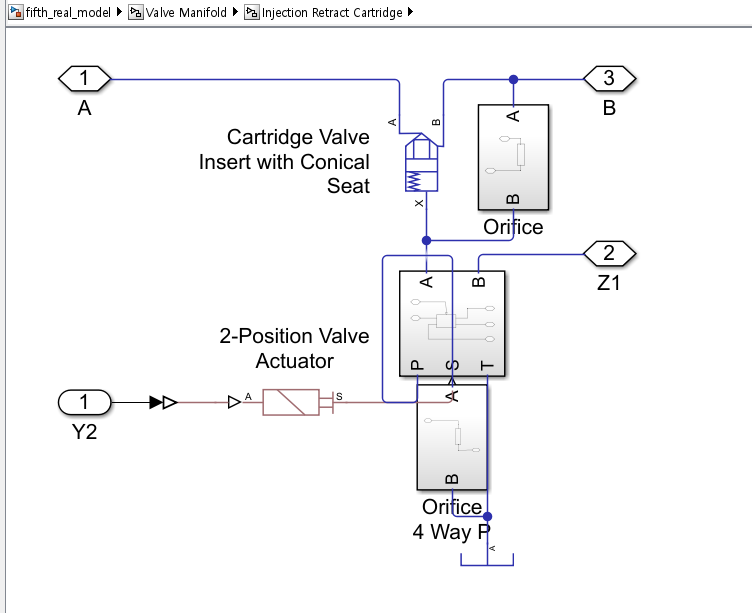 fifth_real_model ▶ Valve Manifold ▶ Injection Retract Cartridge ▶
1
A
3
B
A
B
Cartridge Valve
Insert with Conical
Seat
X
A
B
Orifice
2
Z1
A
B
2-Position Valve
Actuator
P
S
T
1
Y2
A
S
A
B
Orifice
4 Way P
A